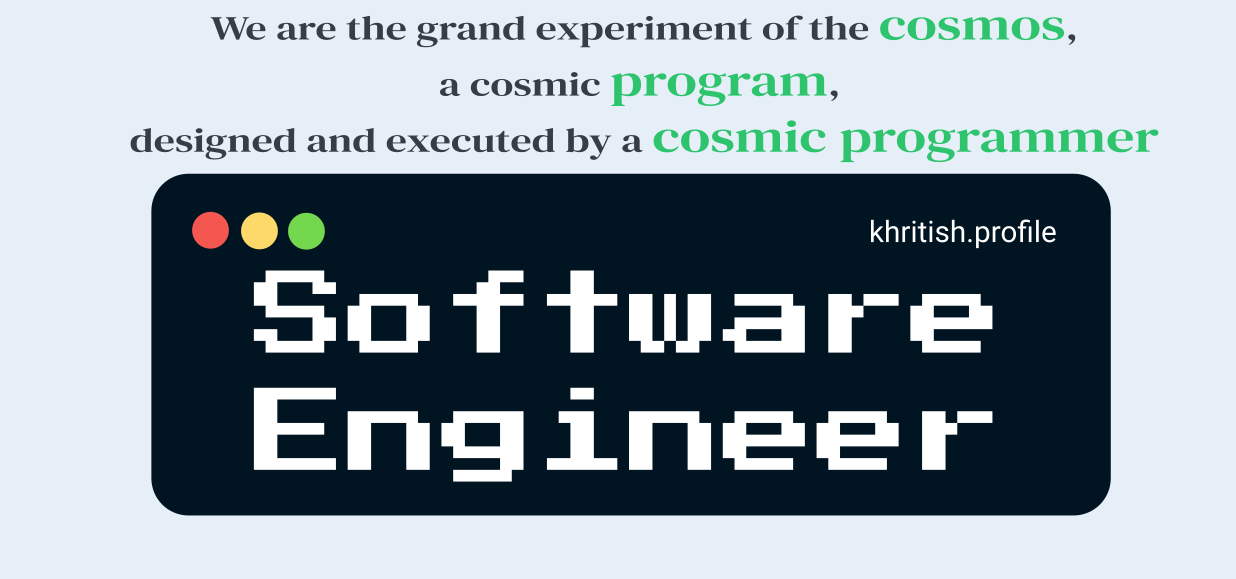 We are the grand experiment of the cosmos,
a cosmic program,
designed and executed by a cosmic programmer
khritish.profile
Software
Engineer